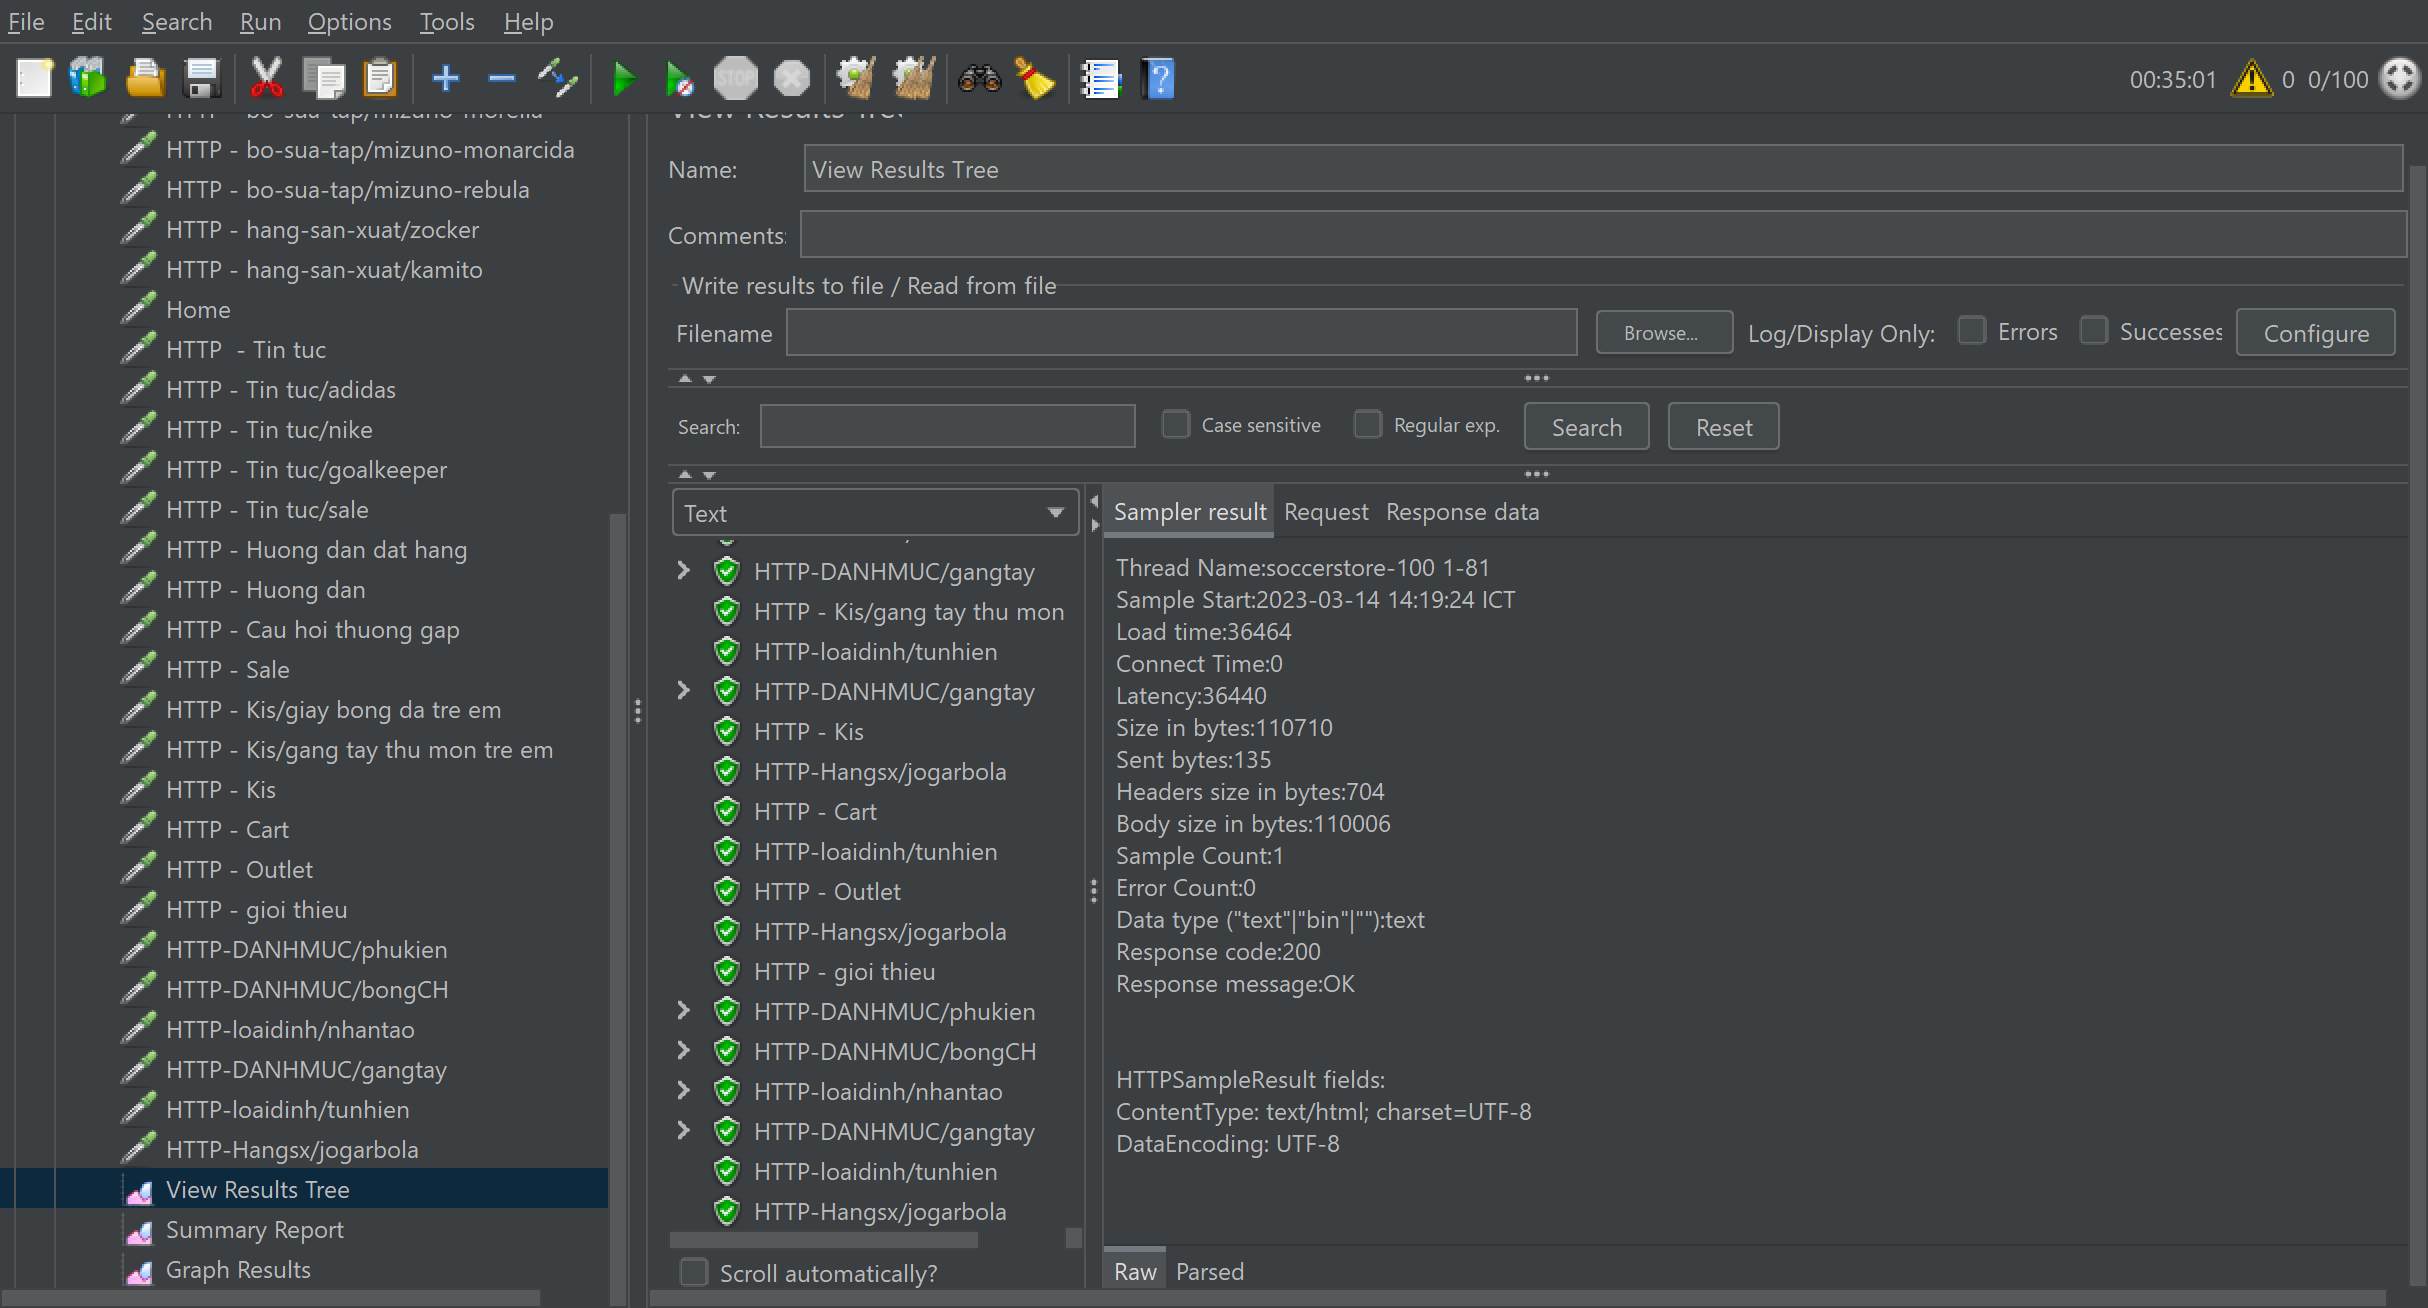 File Edit Search Run Options Tools Help
00:35:01 0 0/100
HTTP - bo-sua-tap/mizuno-morelia
HTTP - bo-sua-tap/mizuno-monarcida
HTTP - bo-sua-tap/mizuno-rebula
HTTP - hang-san-xuat/zocker
HTTP - hang-san-xuat/kamito
Home
HTTP  - Tin tuc
HTTP - Tin tuc/adidas
HTTP - Tin tuc/nike
HTTP - Tin tuc/goalkeeper
HTTP - Tin tuc/sale
HTTP - Huong dan dat hang
HTTP - Huong dan
HTTP - Cau hoi thuong gap
HTTP - Sale
HTTP - Kis/giay bong da tre em
HTTP - Kis/gang tay thu mon tre em
HTTP - Kis
HTTP - Cart
HTTP - Outlet
HTTP - gioi thieu
HTTP-DANHMUC/phukien
HTTP-DANHMUC/bongCH
HTTP-loaidinh/nhantao
HTTP-DANHMUC/gangtay
HTTP-loaidinh/tunhien
HTTP-Hangsx/jogarbola
View Results Tree
Summary Report
Graph Results
View Results Tree
Name: View Results Tree
Comments:
Write results to file / Read from file
Filename Browse... Log/Display Only: Errors Successes Configure
Search: Case sensitive Regular exp. Search Reset
Text
HTTP-DANHMUC/gangtay
HTTP - Kis/gang tay thu mon
HTTP-loaidinh/tunhien
HTTP-DANHMUC/gangtay
HTTP - Kis
HTTP-Hangsx/jogarbola
HTTP - Cart
HTTP-loaidinh/tunhien
HTTP - Outlet
HTTP-Hangsx/jogarbola
HTTP - gioi thieu
HTTP-DANHMUC/phukien
HTTP-DANHMUC/bongCH
HTTP-loaidinh/nhantao
HTTP-DANHMUC/gangtay
HTTP-loaidinh/tunhien
HTTP-Hangsx/jogarbola
Scroll automatically?
Sampler result Request Response data
Thread Name:soccerstore-100 1-81
Sample Start:2023-03-14 14:19:24 ICT
Load time:36464
Connect Time:0
Latency:36440
Size in bytes:110710
Sent bytes:135
Headers size in bytes:704
Body size in bytes:110006
Sample Count:1
Error Count:0
Data type ("text"|"bin"|""):text
Response code:200
Response message:OK
HTTPSampleResult fields:
ContentType: text/html; charset=UTF-8
DataEncoding: UTF-8
Raw Parsed